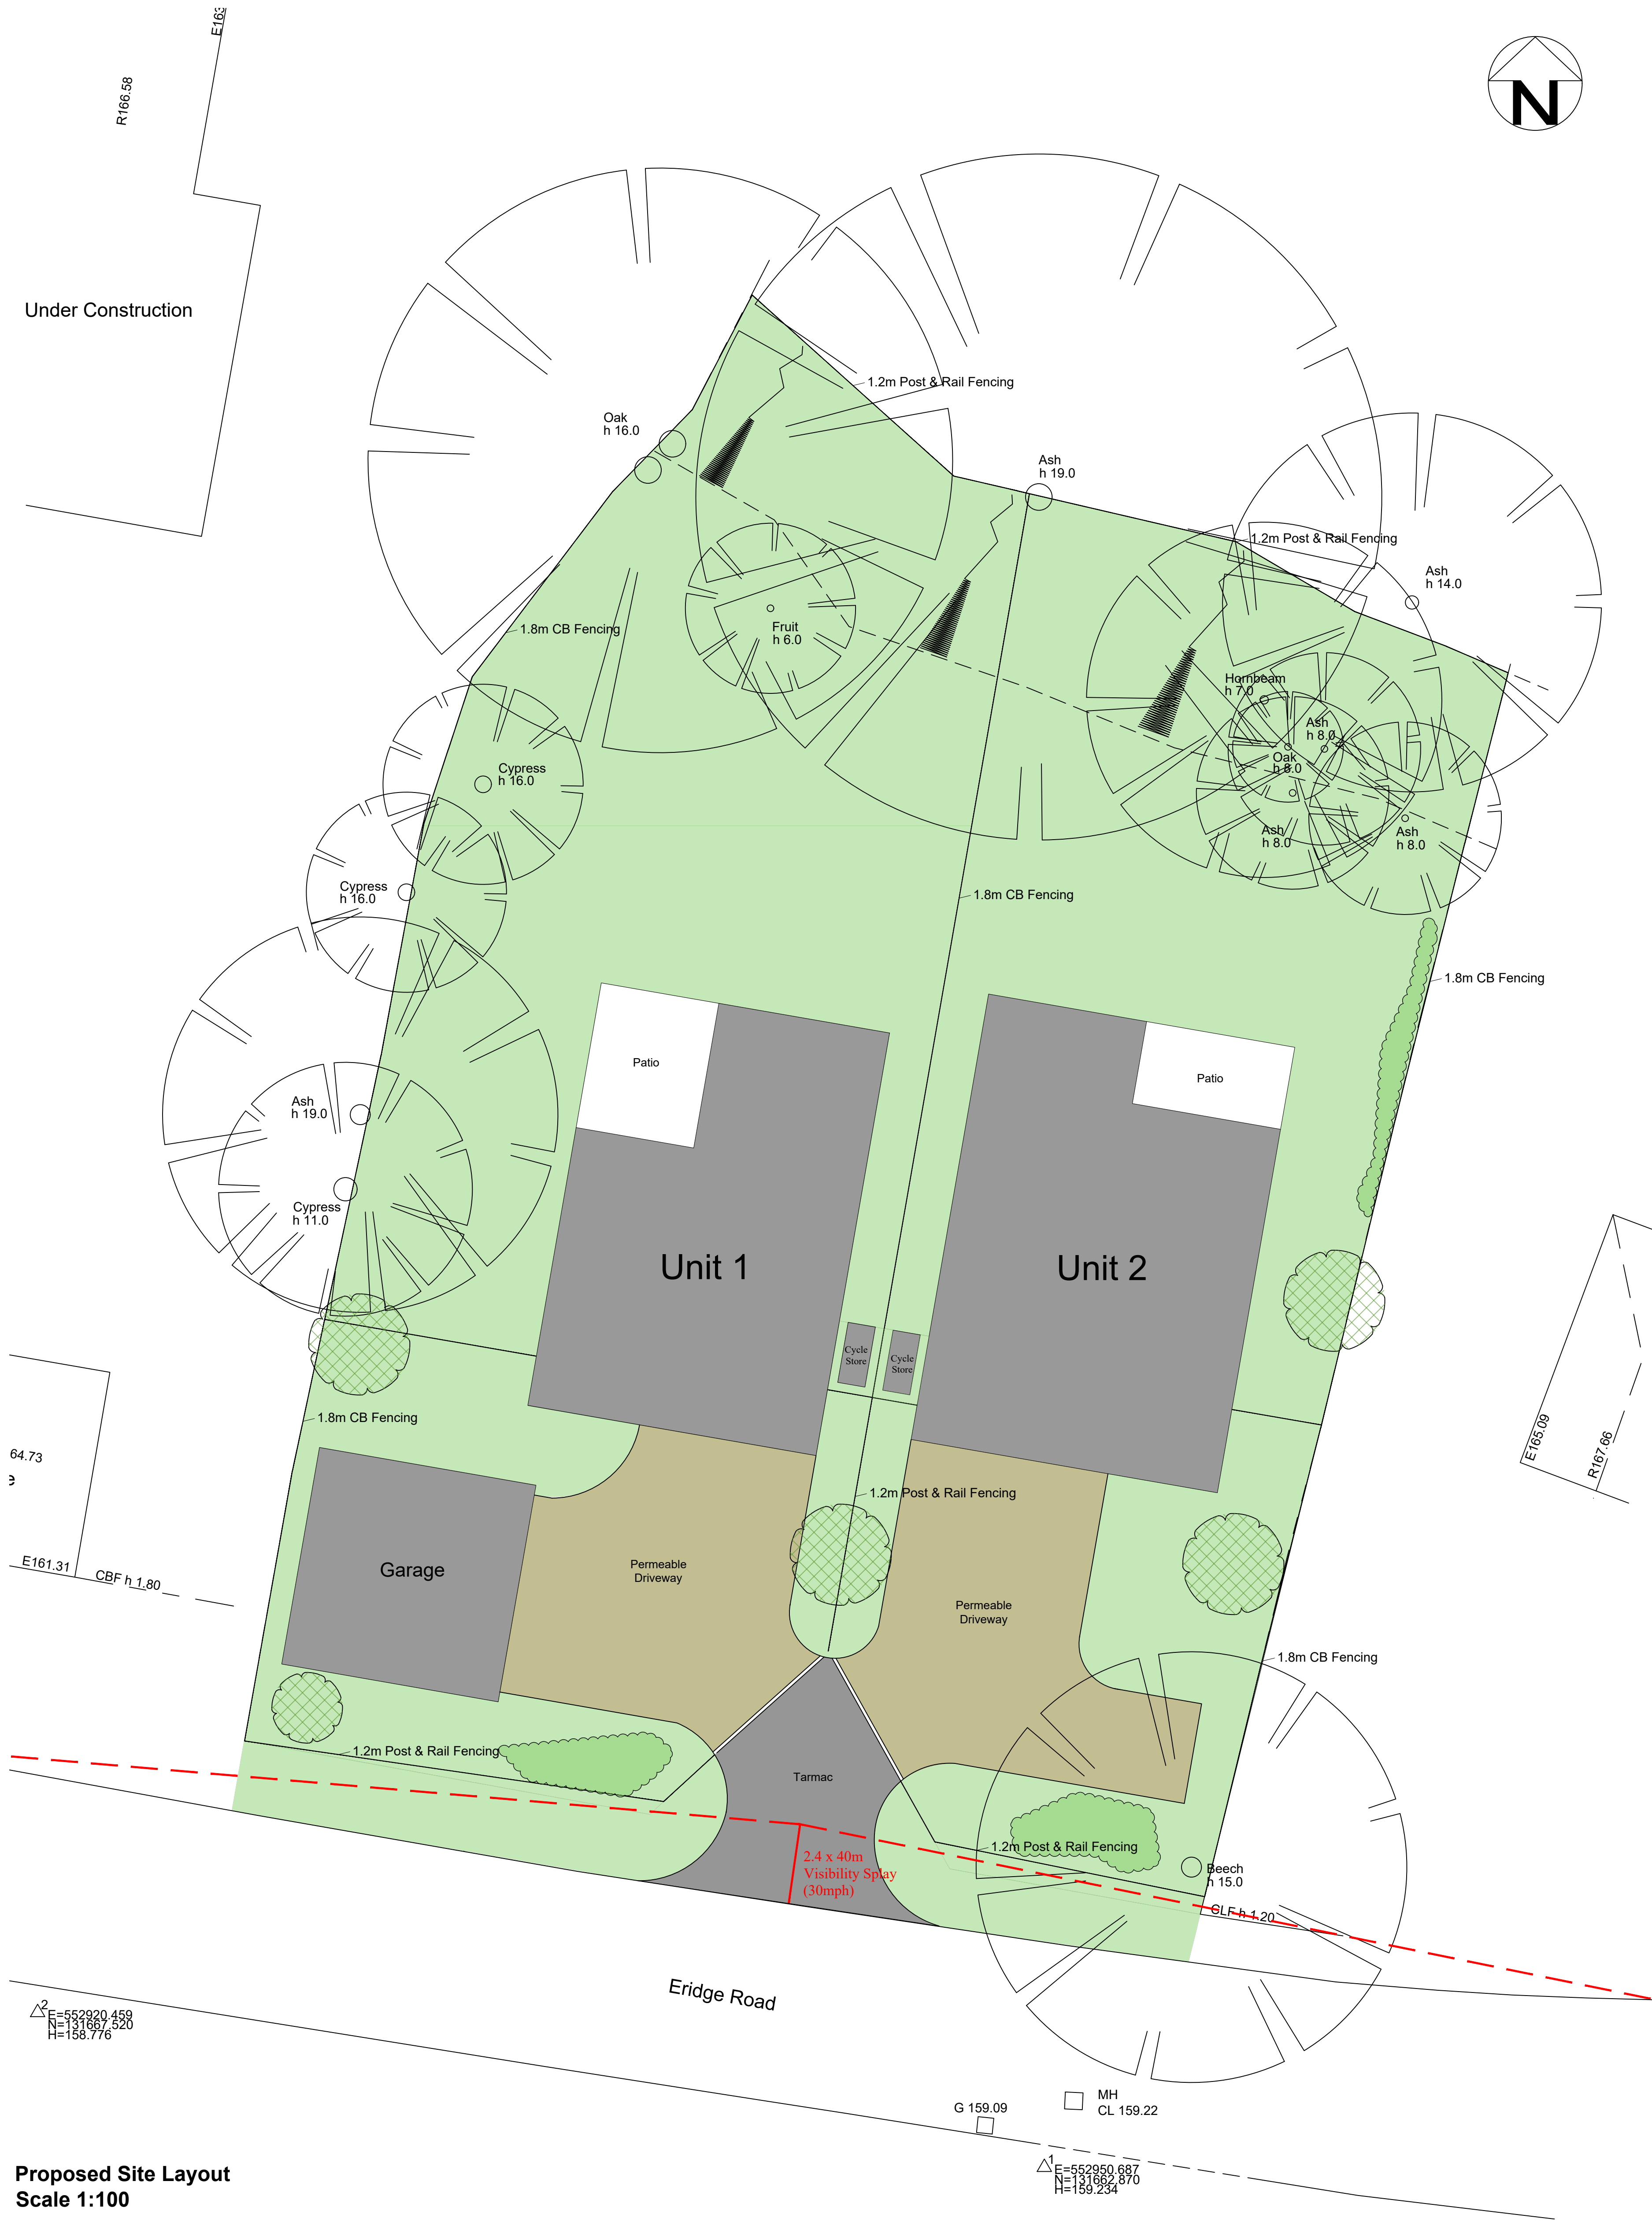 E163
R166.58
N
Under Construction
1.2m Post & Rail Fencing
Oak
h 16.0
Ash
h 19.0
1.2m Post & Rail Fencing
Ash
h 14.0
Fruit
h 6.0
1.8m CB Fencing
Hornbeam
h 7.0
Ash
h 8.0
Oak
h 8.0
Cypress
h 16.0
Ash
h 8.0
Ash
h 8.0
Cypress
h 16.0
1.8m CB Fencing
1.8m CB Fencing
Patio
Patio
Ash
h 19.0
Cypress
h 11.0
Unit 1
Unit 2
Cycle
Store
Cycle
Store
1.8m CB Fencing
E165.09
R167.66
64.73
e
1.2m Post & Rail Fencing
E161.31
CBF h 1.80
Garage
Permeable
Driveway
Permeable
Driveway
1.8m CB Fencing
1.2m Post & Rail Fencing
Tarmac
1.2m Post & Rail Fencing
2.4 x 40m
Visibility Splay
(30mph)
Beech
h 15.0
CLF h 1.20
Eridge Road
2
E=552920.459
N=131667.520
H=158.776
MH
CL 159.22
G 159.09
1
E=552950.687
N=131662.870
H=159.234
Proposed Site Layout
Scale 1:100